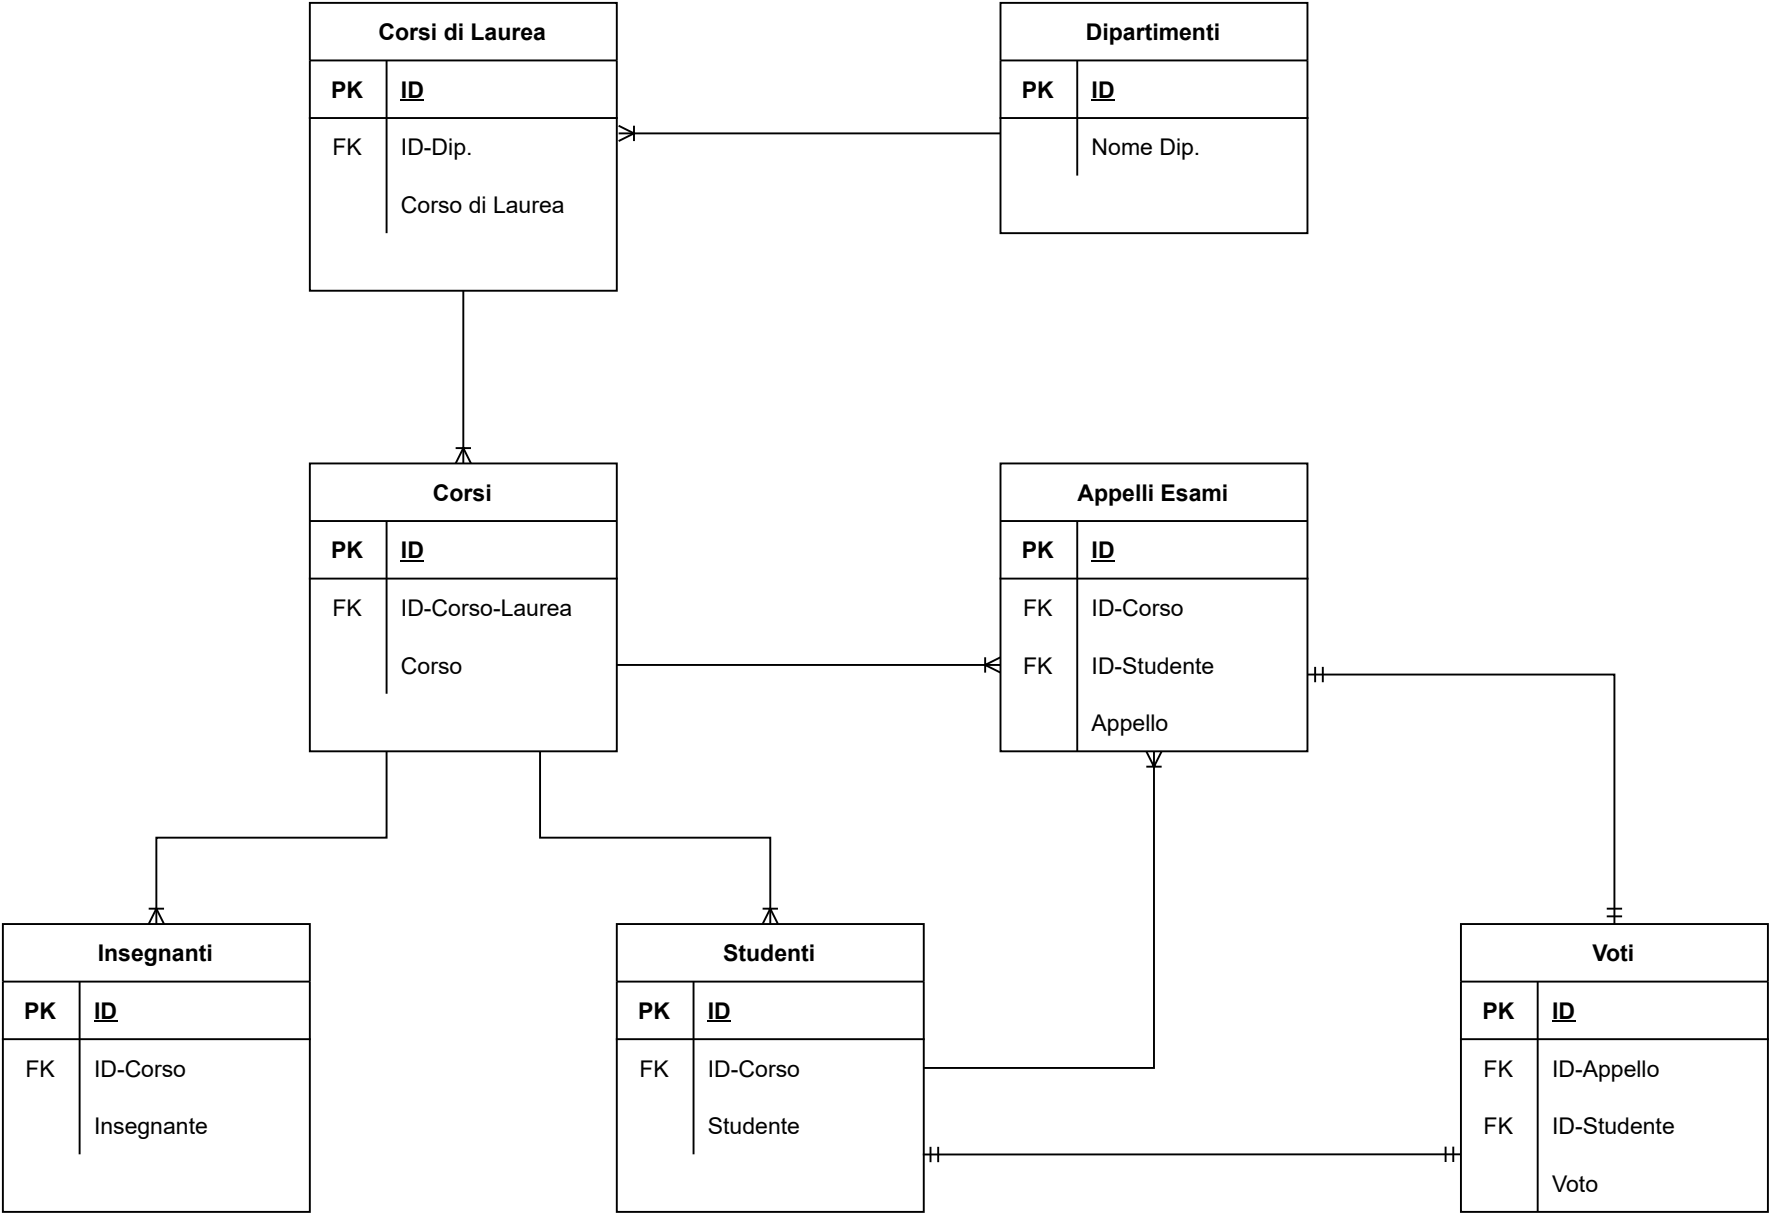 Corsi di Laurea
PK ID
FK ID-Dip.
Corso di Laurea
Dipartimenti
PK ID
Nome Dip.
Corsi
PK ID
FK ID-Corso-Laurea
Corso
Appelli Esami
PK ID
FK ID-Corso
FK ID-Studente
Appello
Insegnanti
PK ID
FK ID-Corso
Insegnante
Studenti
PK ID
FK ID-Corso
Studente
Voti
PK ID
FK ID-Appello
FK ID-Studente
Voto